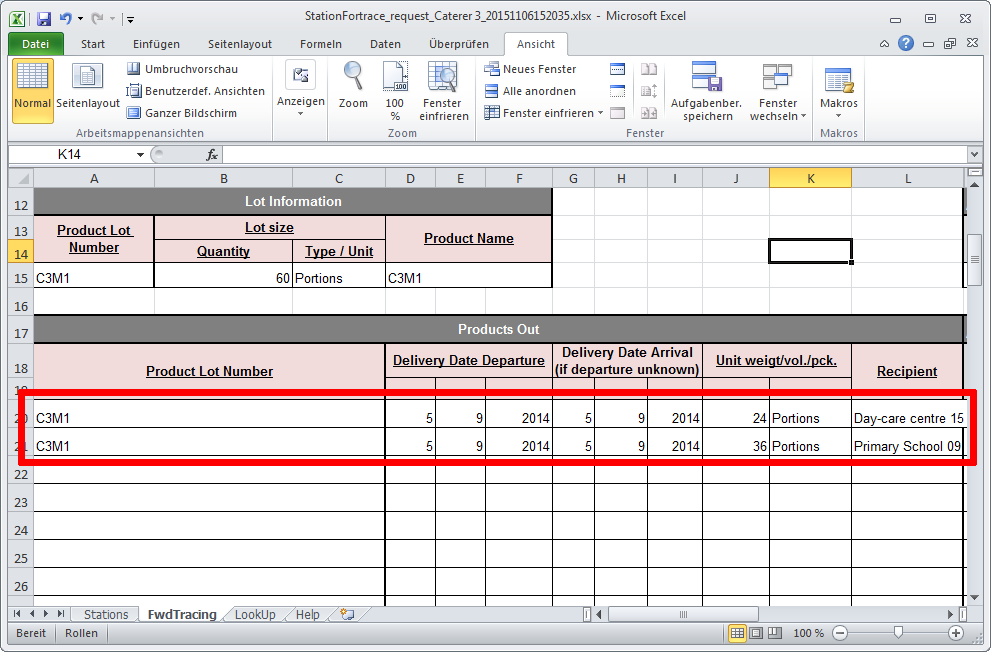 StationFortrace_request_Caterer 3_20151106152035.xlsx - Microsoft Excel
Datei Start Einfügen Seitenlayout Formeln Daten Überprüfen Ansicht
Normal Seitenlayout Umbruchvorschau
Benutzerdef. Ansichten
Ganzer Bildschirm
Arbeitsmappenansichten
Anzeigen
Zoom 100 % Fenster einfrieren
Zoom
Neues Fenster
Alle anordnen
Fenster einfrieren
Aufgabenber. speichern Fenster wechseln
Fenster
Makros
Makros
K14 fx
A B C D E F G H I J K L
12 Lot Information
13 Product Lot Number Lot size Product Name
14 Quantity Type / Unit
15 C3M1 60 Portions C3M1
16
17 Products Out
18 Product Lot Number Delivery Date Departure Delivery Date Arrival (if departure unknown) Unit weigt/vol./pck. Recipient
19
20 C3M1 5 9 2014 5 9 2014 24 Portions Day-care centre 15
21 C3M1 5 9 2014 5 9 2014 36 Portions Primary School 09
22
23
24
25
26
Stations FwdTracing LookUp Help
Bereit Rollen 100 %